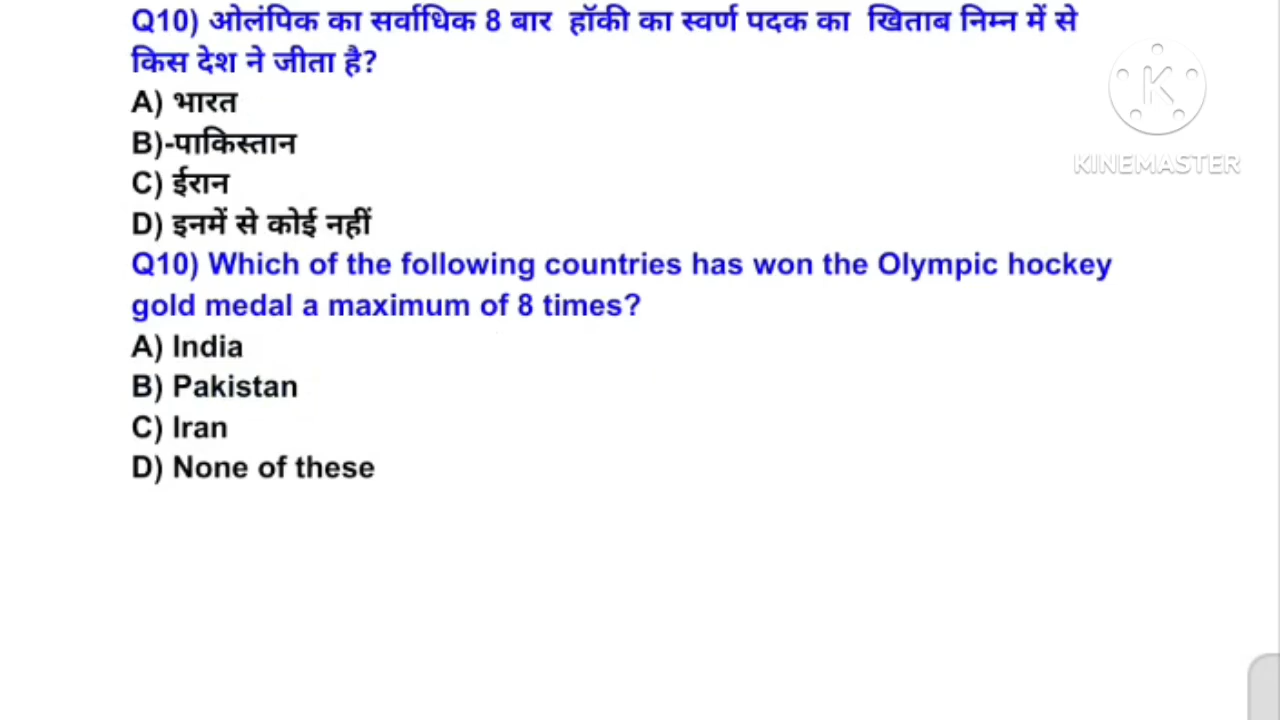 Q10) ओलंपिक का सर्वाधिक 8 बार हॉकी का स्वर्ण पदक का खिताब निम्न में से
किस देश ने जीता है?
A) भारत
B)-पाकिस्तान
C) ईरान
D) इनमें से कोई नहीं
Q10) Which of the following countries has won the Olympic hockey
gold medal a maximum of 8 times?
A) India
B) Pakistan
C) Iran
D) None of these
K
KINEMASTER